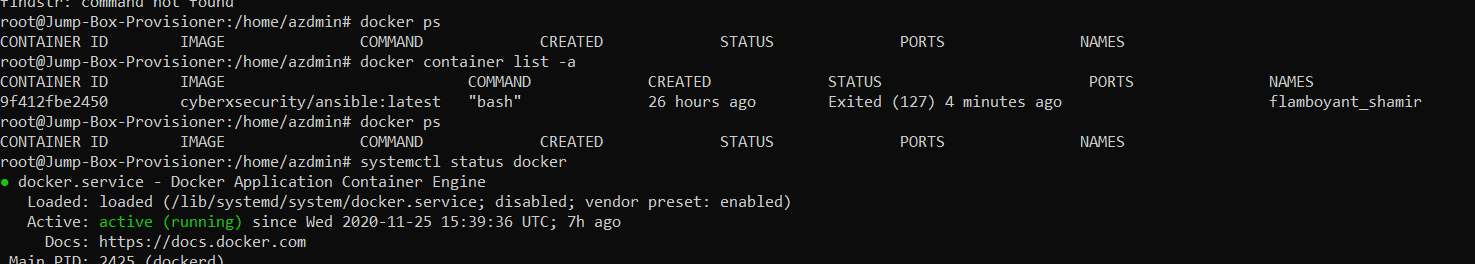 findstr: command not found
root@Jump-Box-Provisioner:/home/azdmin# docker ps
CONTAINER ID        IMAGE               COMMAND             CREATED             STATUS              PORTS               NAMES
root@Jump-Box-Provisioner:/home/azdmin# docker container list -a
CONTAINER ID        IMAGE                           COMMAND             CREATED             STATUS                       PORTS               NAMES
9f412fbe2450        cyberxsecurity/ansible:latest   "bash"              26 hours ago        Exited (127) 4 minutes ago                       flamboyant_shamir
root@Jump-Box-Provisioner:/home/azdmin# docker ps
CONTAINER ID        IMAGE               COMMAND             CREATED             STATUS              PORTS               NAMES
root@Jump-Box-Provisioner:/home/azdmin# systemctl status docker
● docker.service - Docker Application Container Engine
   Loaded: loaded (/lib/systemd/system/docker.service; disabled; vendor preset: enabled)
   Active: active (running) since Wed 2020-11-25 15:39:36 UTC; 7h ago
     Docs: https://docs.docker.com
 Main PID: 2425 (dockerd)